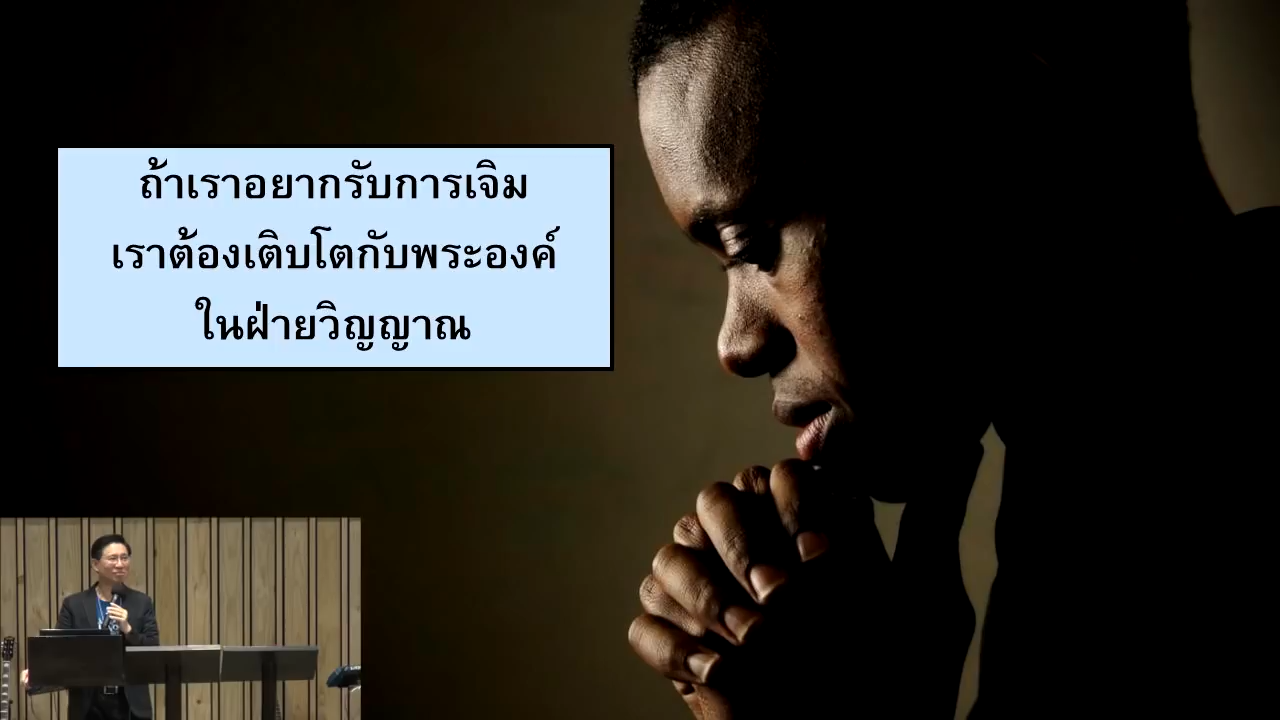 ถ้าเราอยากรับการเจิม
เราต้องเติบโตกับพระองค์
ในฝ่ายวิญญาณ